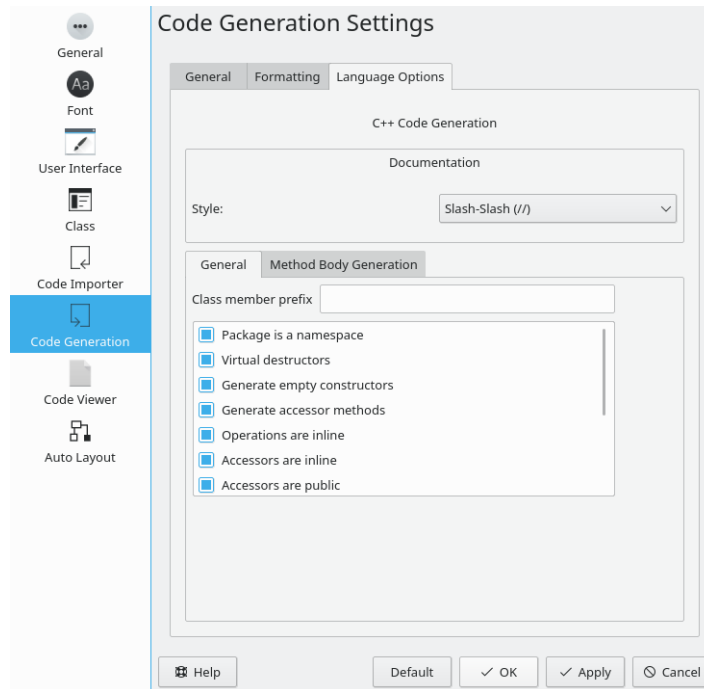 Code Generation Settings
General
Aa
Font
User Interface
Class
Code Importer
Code Generation
Code Viewer
Auto Layout
General Formatting Language Options
C++ Code Generation
Documentation
Style: Slash-Slash (//)
General Method Body Generation
Class member prefix
Package is a namespace
Virtual destructors
Generate empty constructors
Generate accessor methods
Operations are inline
Accessors are inline
Accessors are public
Help Default OK Apply Cancel